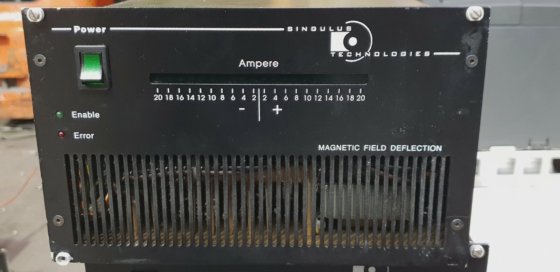 Power
SINGULUS
TECHNOLOGIES
Ampere
20 18 16 14 12 10 8 6 4 2 2 4 6 8 10 12 14 16 18 20
- +
Enable
Error
MAGNETIC FIELD DEFLECTION